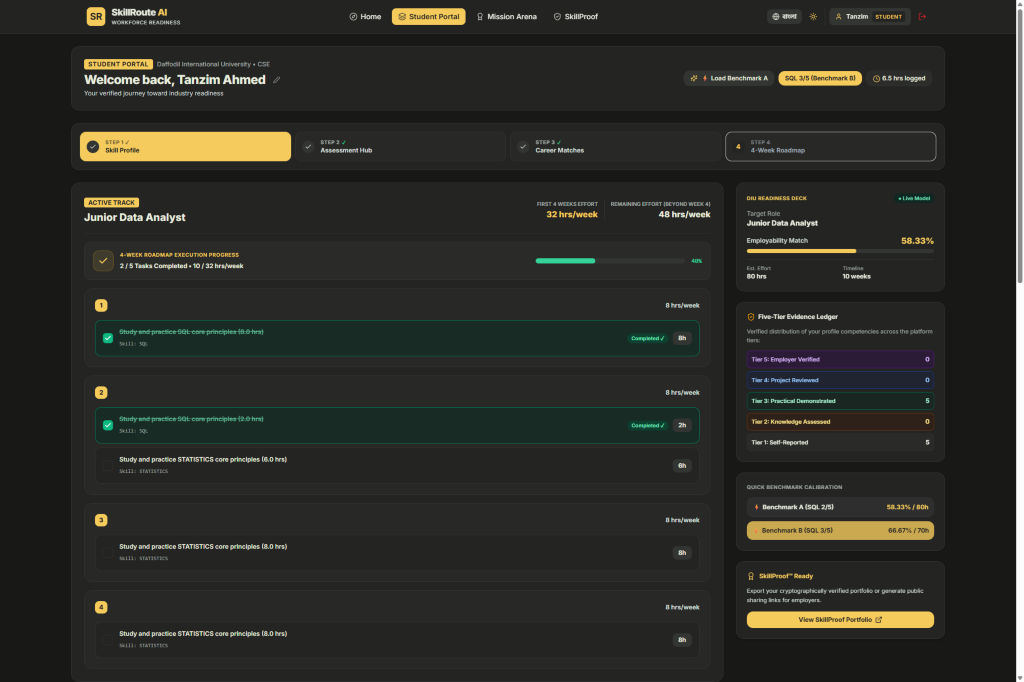 SR
SkillRoute AI
WORKFORCE READINESS
Home
Student Portal
Mission Arena
SkillProof
বাংলা
Tanzim STUDENT
STUDENT PORTAL Daffodil International University • CSE
Welcome back, Tanzim Ahmed
Your verified journey toward industry readiness
Load Benchmark A
SQL 3/5 (Benchmark B)
6.5 hrs logged
STEP 1 ✓
Skill Profile
STEP 2 ✓
Assessment Hub
STEP 3 ✓
Career Matches
4
STEP 4
4-Week Roadmap
ACTIVE TRACK
Junior Data Analyst
FIRST 4 WEEKS EFFORT
32 hrs/week
REMAINING EFFORT (BEYOND WEEK 4)
48 hrs/week
4-WEEK ROADMAP EXECUTION PROGRESS
2 / 5 Tasks Completed • 10 / 32 hrs/week
40%
1
8 hrs/week
Study and practice SQL core principles (8.0 hrs)
Skill: SQL
Completed ✓
8h
2
8 hrs/week
Study and practice SQL core principles (2.0 hrs)
Skill: SQL
Completed ✓
2h
Study and practice STATISTICS core principles (6.0 hrs)
Skill: STATISTICS
6h
3
8 hrs/week
Study and practice STATISTICS core principles (8.0 hrs)
Skill: STATISTICS
8h
4
8 hrs/week
Study and practice STATISTICS core principles (8.0 hrs)
Skill: STATISTICS
8h
DIU READINESS DECK
• Live Model
Target Role
Junior Data Analyst
Employability Match 58.33%
Est. Effort
80 hrs
Timeline
10 weeks
Five-Tier Evidence Ledger
Verified distribution of your profile competencies across the platform
tiers:
Tier 5: Employer Verified 0
Tier 4: Project Reviewed 0
Tier 3: Practical Demonstrated 5
Tier 2: Knowledge Assessed 0
Tier 1: Self-Reported 5
QUICK BENCHMARK CALIBRATION
Benchmark A (SQL 2/5) 58.33% / 80h
Benchmark B (SQL 3/5) 66.67% / 70h
SkillProof™ Ready
Export your cryptographically verified portfolio or generate public
sharing links for employers.
View SkillProof Portfolio